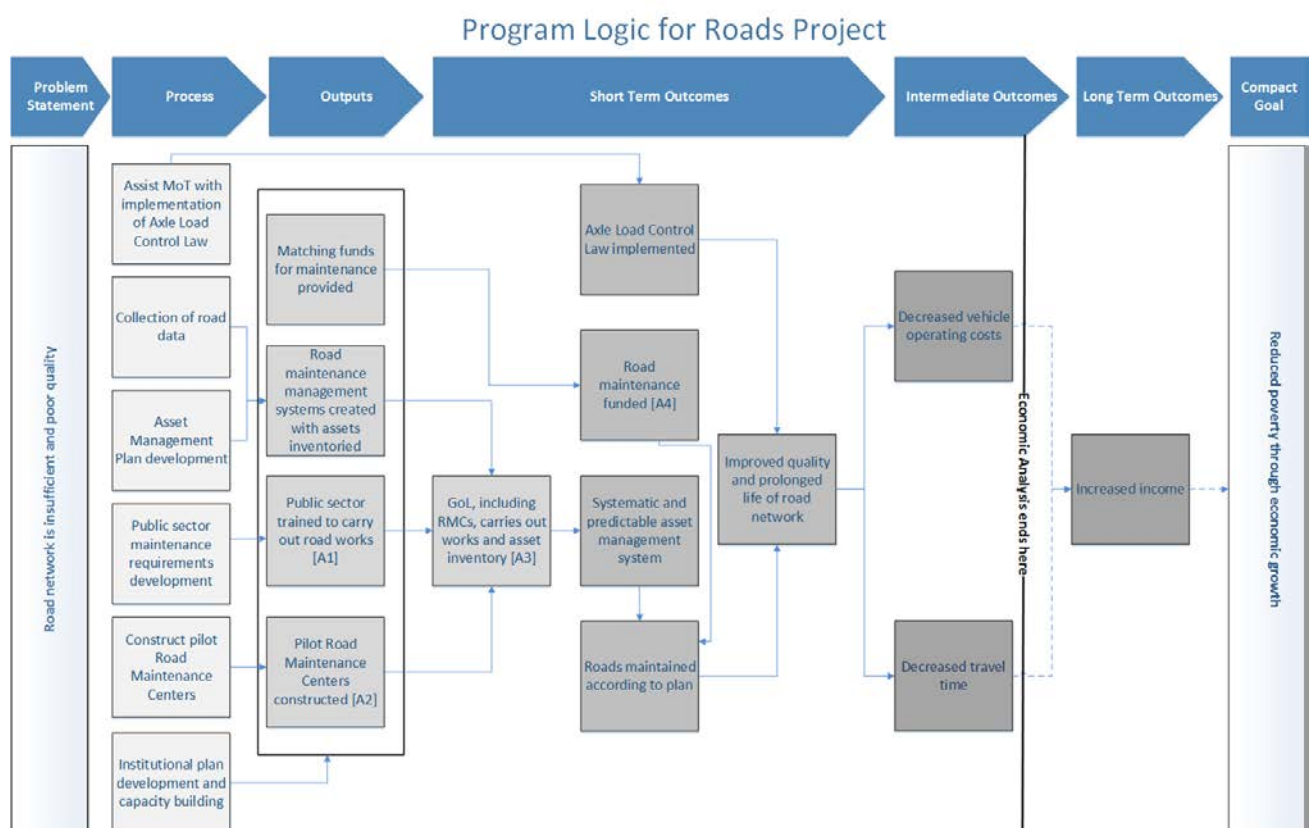 Program Logic for Roads Project
Problem
Statement
Process
Outputs
Short Term Outcomes
Intermediate Outcomes
Long Term Outcomes
Compact
Goal
Road network is insufficient and poor quality
Assist MoT with
implementation
of Axle Load
Control Law
Collection of road
data
Asset
Management
Plan development
Public sector
maintenance
requirements
development
Construct pilot
Road
Maintenance
Centers
Institutional plan
development and
capacity building
Matching funds
for maintenance
provided
Road
maintenance
management
systems created
with assets
inventoried
Public sector
trained to carry
out road works
[A1]
Pilot Road
Maintenance
Centers
constructed [A2]
GoL, including
RMCs, carries out
works and asset
inventory [A3]
Axle Load Control
Law implemented
Road
maintenance
funded [A4]
Systematic and
predictable asset
management
system
Roads maintained
according to plan
Improved quality
and prolonged
life of road
network
Decreased vehicle
operating costs
Decreased travel
time
Economic Analysis ends here
Increased income
Reduced poverty through economic growth